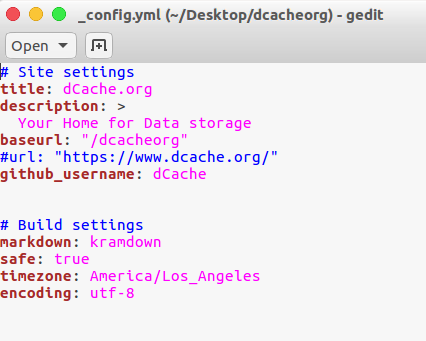 _config.yml (~/Desktop/dcacheorg) - gedit
Open
# Site settings
title: dCache.org
description: >
  Your Home for Data storage
baseurl: "/dcacheorg"
#url: "https://www.dcache.org/"
github_username: dCache
# Build settings
markdown: kramdown
safe: true
timezone: America/Los_Angeles
encoding: utf-8